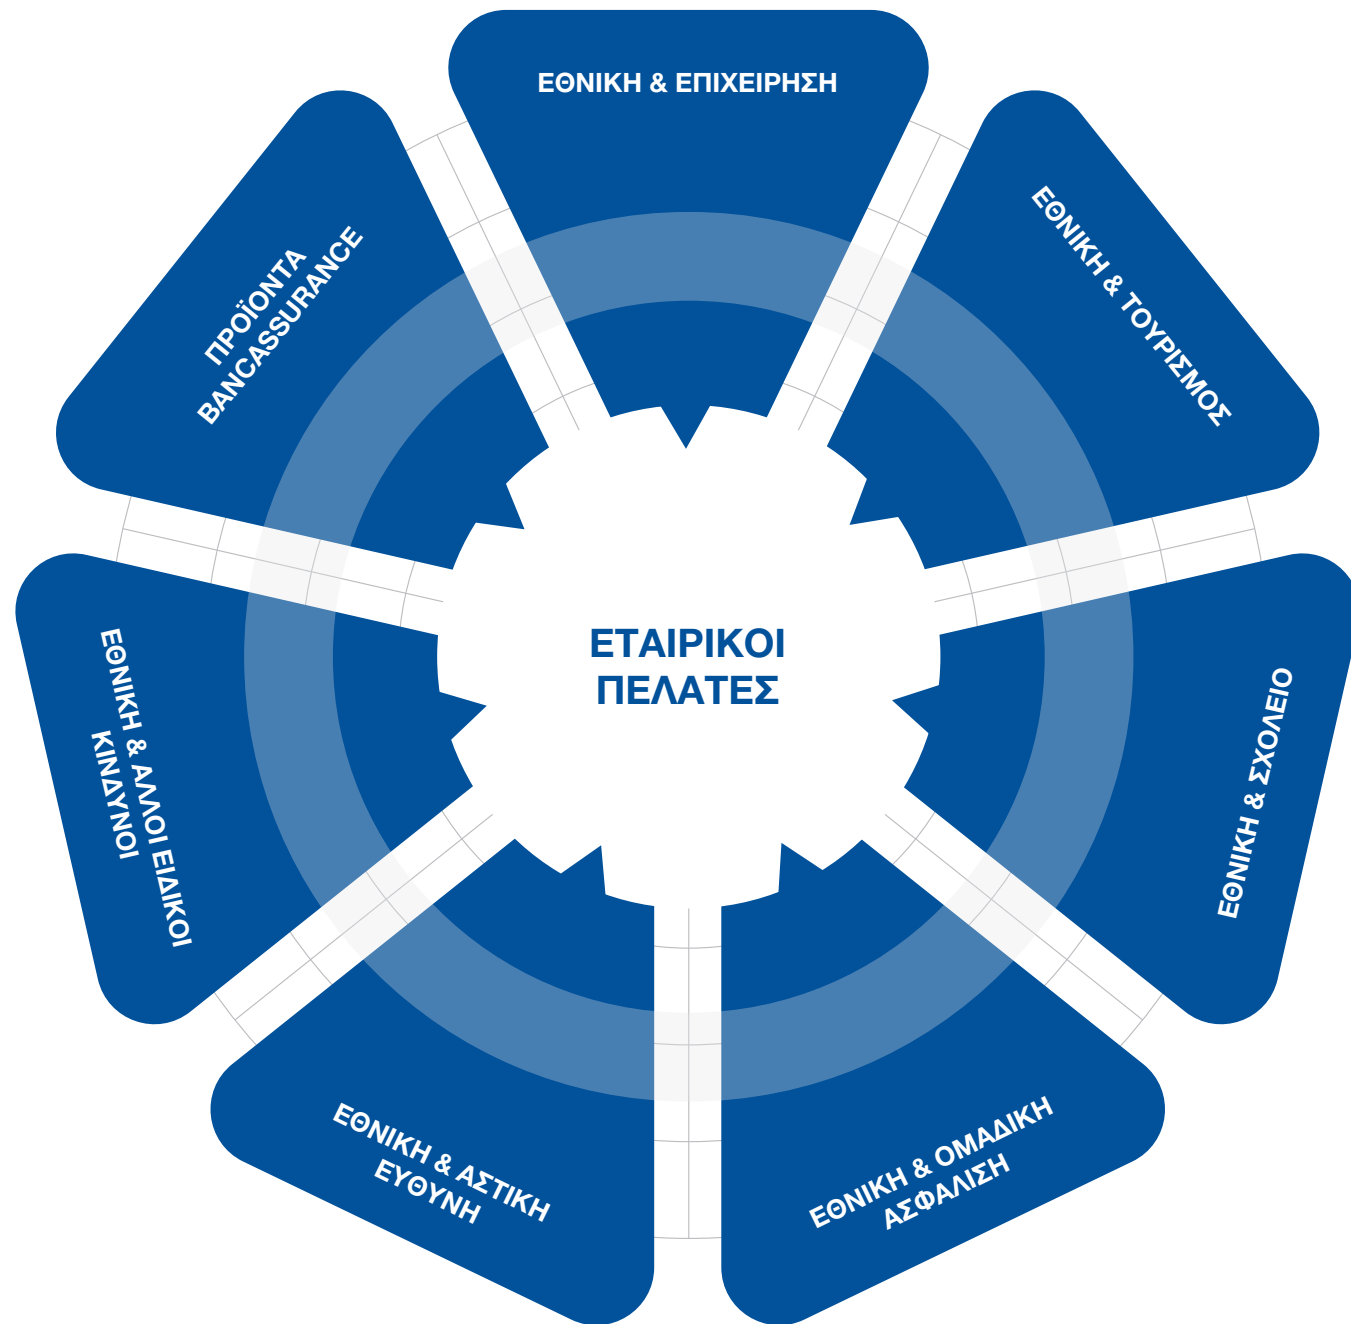 ΕΘΝΙΚΗ & ΕΠΙΧΕΙΡΗΣΗ
ΕΘΝΙΚΗ & ΤΟΥΡΙΣΜΟΣ
ΕΘΝΙΚΗ & ΣΧΟΛΕΙΟ
ΕΘΝΙΚΗ & ΟΜΑΔΙΚΗ
ΑΣΦΑΛΙΣΗ
ΕΘΝΙΚΗ & ΑΣΤΙΚΗ
ΕΥΘΥΝΗ
ΕΘΝΙΚΗ & ΑΛΛΟΙ ΕΙΔΙΚΟΙ
ΚΙΝΔΥΝΟΙ
ΠΡΟΪΟΝΤΑ
BANCASSURANCE
ΕΤΑΙΡΙΚΟΙ
ΠΕΛΑΤΕΣ